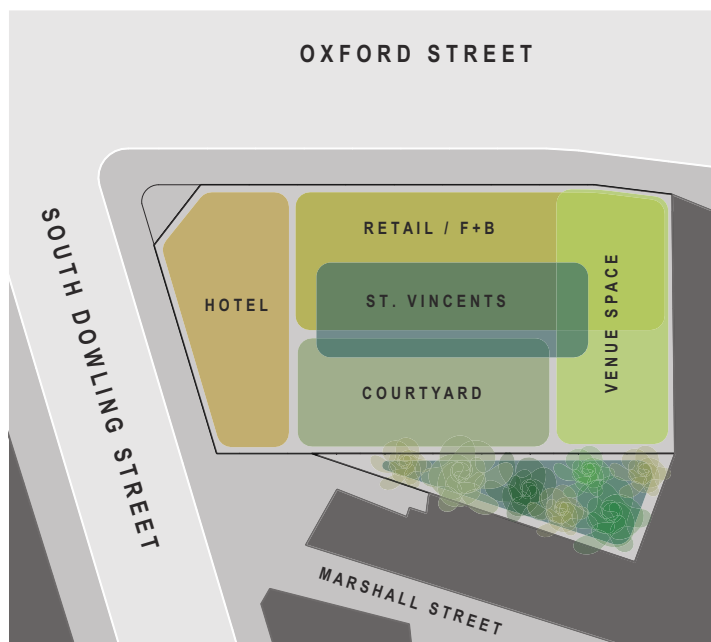 OXFORD STREET
SOUTH DOWLING STREET
RETAIL / F+B
HOTEL
ST. VINCENTS
VENUE SPACE
COURTYARD
MARSHALL STREET